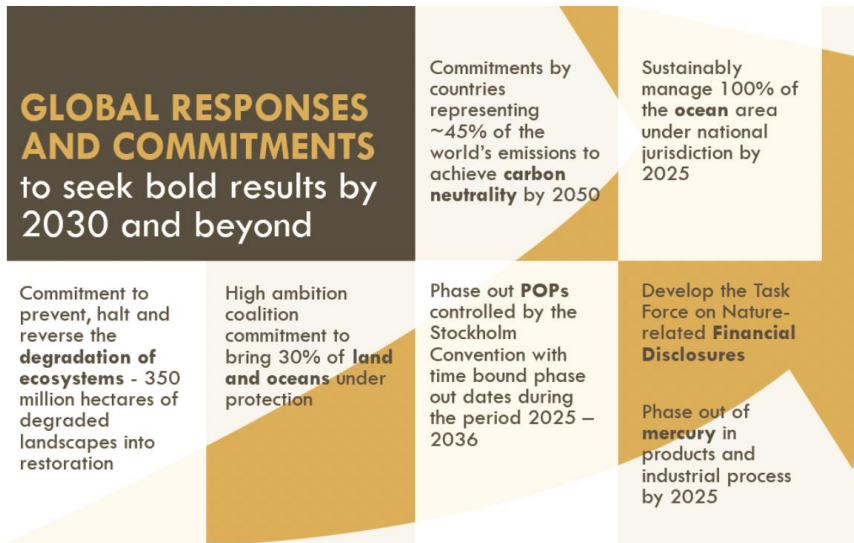 GLOBAL RESPONSES
AND COMMITMENTS
to seek bold results by
2030 and beyond
Commitments by
countries
representing
~45% of the
world's emissions to
achieve carbon
neutrality by 2050
Sustainably
manage 100% of
the ocean area
under national
jurisdiction by
2025
Commitment to
prevent, halt and
reverse the
degradation of
ecosystems - 350
million hectares of
degraded
landscapes into
restoration
High ambition
coalition
commitment to
bring 30% of land
and oceans under
protection
Phase out POPs
controlled by the
Stockholm
Convention with
time bound phase
out dates during
the period 2025 –
2036
Develop the Task
Force on Nature-
related Financial
Disclosures
Phase out of
mercury in
products and
industrial process
by 2025